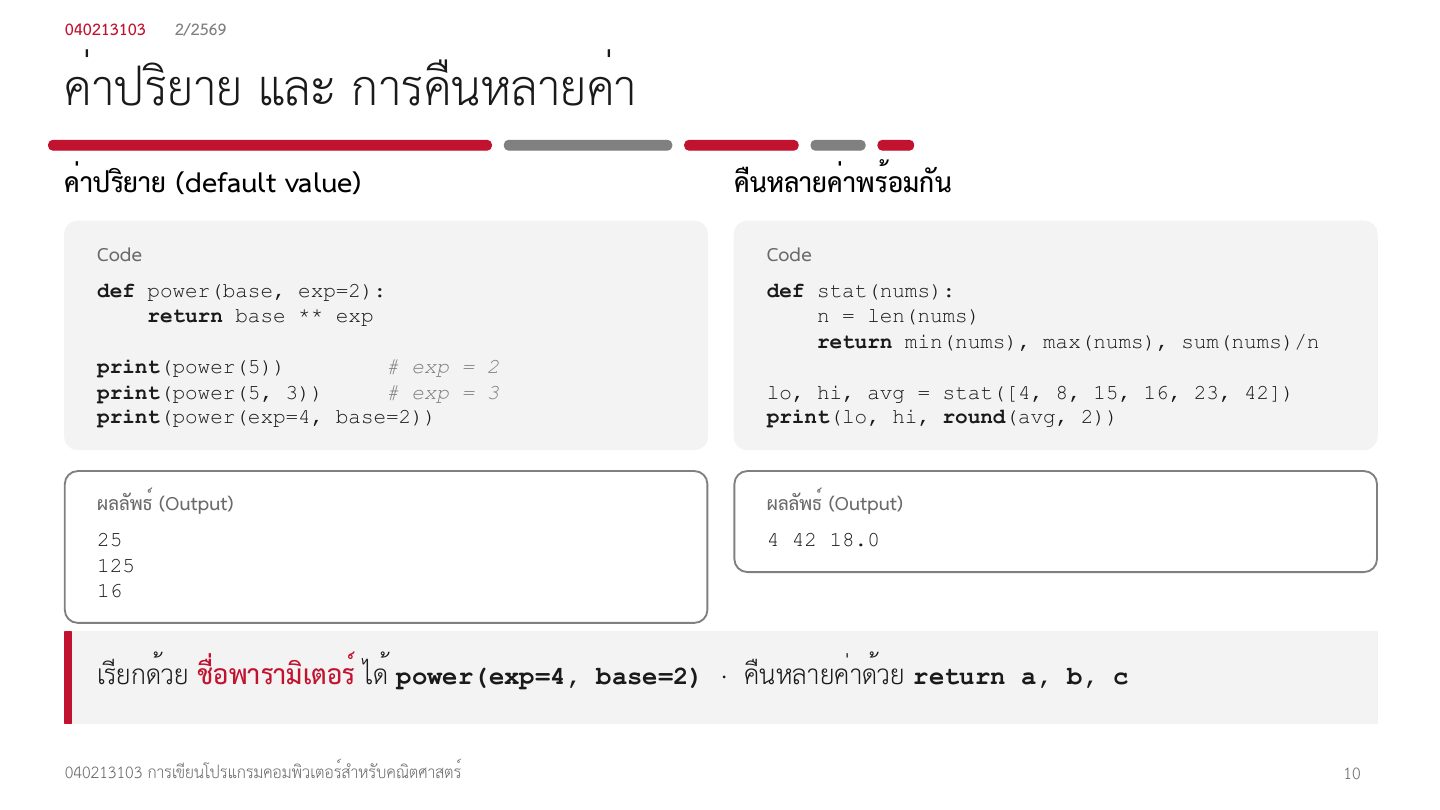 040213103 2/2569
ค่าปริยาย และ การคืนหลายค่า
ค่าปริยาย (default value)
Code
def power(base, exp=2):
    return base ** exp
print(power(5))        # exp = 2
print(power(5, 3))     # exp = 3
print(power(exp=4, base=2))
ผลลัพธ์ (Output)
25
125
16
คืนหลายค่าพร้อมกัน
Code
def stat(nums):
    n = len(nums)
    return min(nums), max(nums), sum(nums)/n
lo, hi, avg = stat([4, 8, 15, 16, 23, 42])
print(lo, hi, round(avg, 2))
ผลลัพธ์ (Output)
4 42 18.0
เรียกด้วย ชื่อพารามิเตอร์ ได้ power(exp=4, base=2) · คืนหลายค่าด้วย return a, b, c
040213103 การเขียนโปรแกรมคอมพิวเตอร์สำหรับคณิตศาสตร์ 10